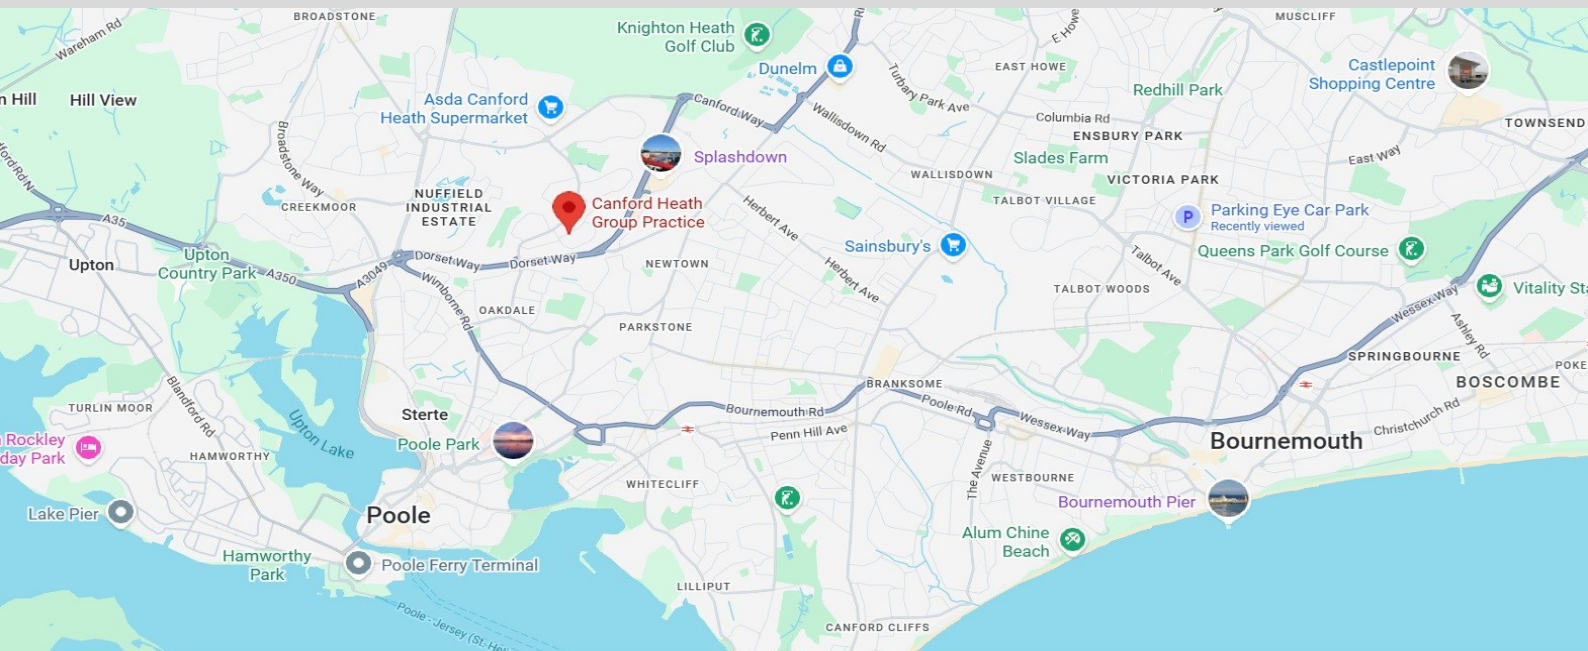 BROADSTONE
Knighton Heath
Golf Club
E Howe
MUSCLIFF
Wareham Rd
EAST HOWE
Castlepoint
Shopping Centre
Dunelm
Turbary Park Ave
Redhill Park
Hill View
Asda Canford
Heath Supermarket
Canford Way
Wallisdown Rd
Columbia Rd
ENSBURY PARK
TOWNSEND
Broadstone Way
Splashdown
Slades Farm
East Way
WALLISDOWN
VICTORIA PARK
NUFFIELD
INDUSTRIAL
ESTATE
CREEKMOOR
Canford Heath
Group Practice
Herbert Ave
TALBOT VILLAGE
P
Parking Eye Car Park
Recently viewed
A35
Upton
Upton
Country Park
A350
A3049
Dorset Way
Dorset Way
NEWTOWN
Sainsbury's
Herbert Ave
Talbot Ave
Queens Park Golf Course
TALBOT WOODS
Wimborne Rd
OAKDALE
PARKSTONE
Wessex Way
Ashley Rd
SPRINGBOURNE
BOSCOMBE
BRANKSOME
Blandford Rd
TURLIN MOOR
Sterte
Bournemouth Rd
Poole Rd
Wessex Way
Christchurch Rd
Upton Lake
Poole Park
Penn Hill Ave
The Avenue
Bournemouth
Rockley
HAMWORTHY
WHITECLIFF
WESTBOURNE
Lake Pier
Poole
Bournemouth Pier
Alum Chine
Beach
Hamworthy
Park
Poole Ferry Terminal
LILLIPUT
Poole - Jersey (St. Hel
CANFORD CLIFFS